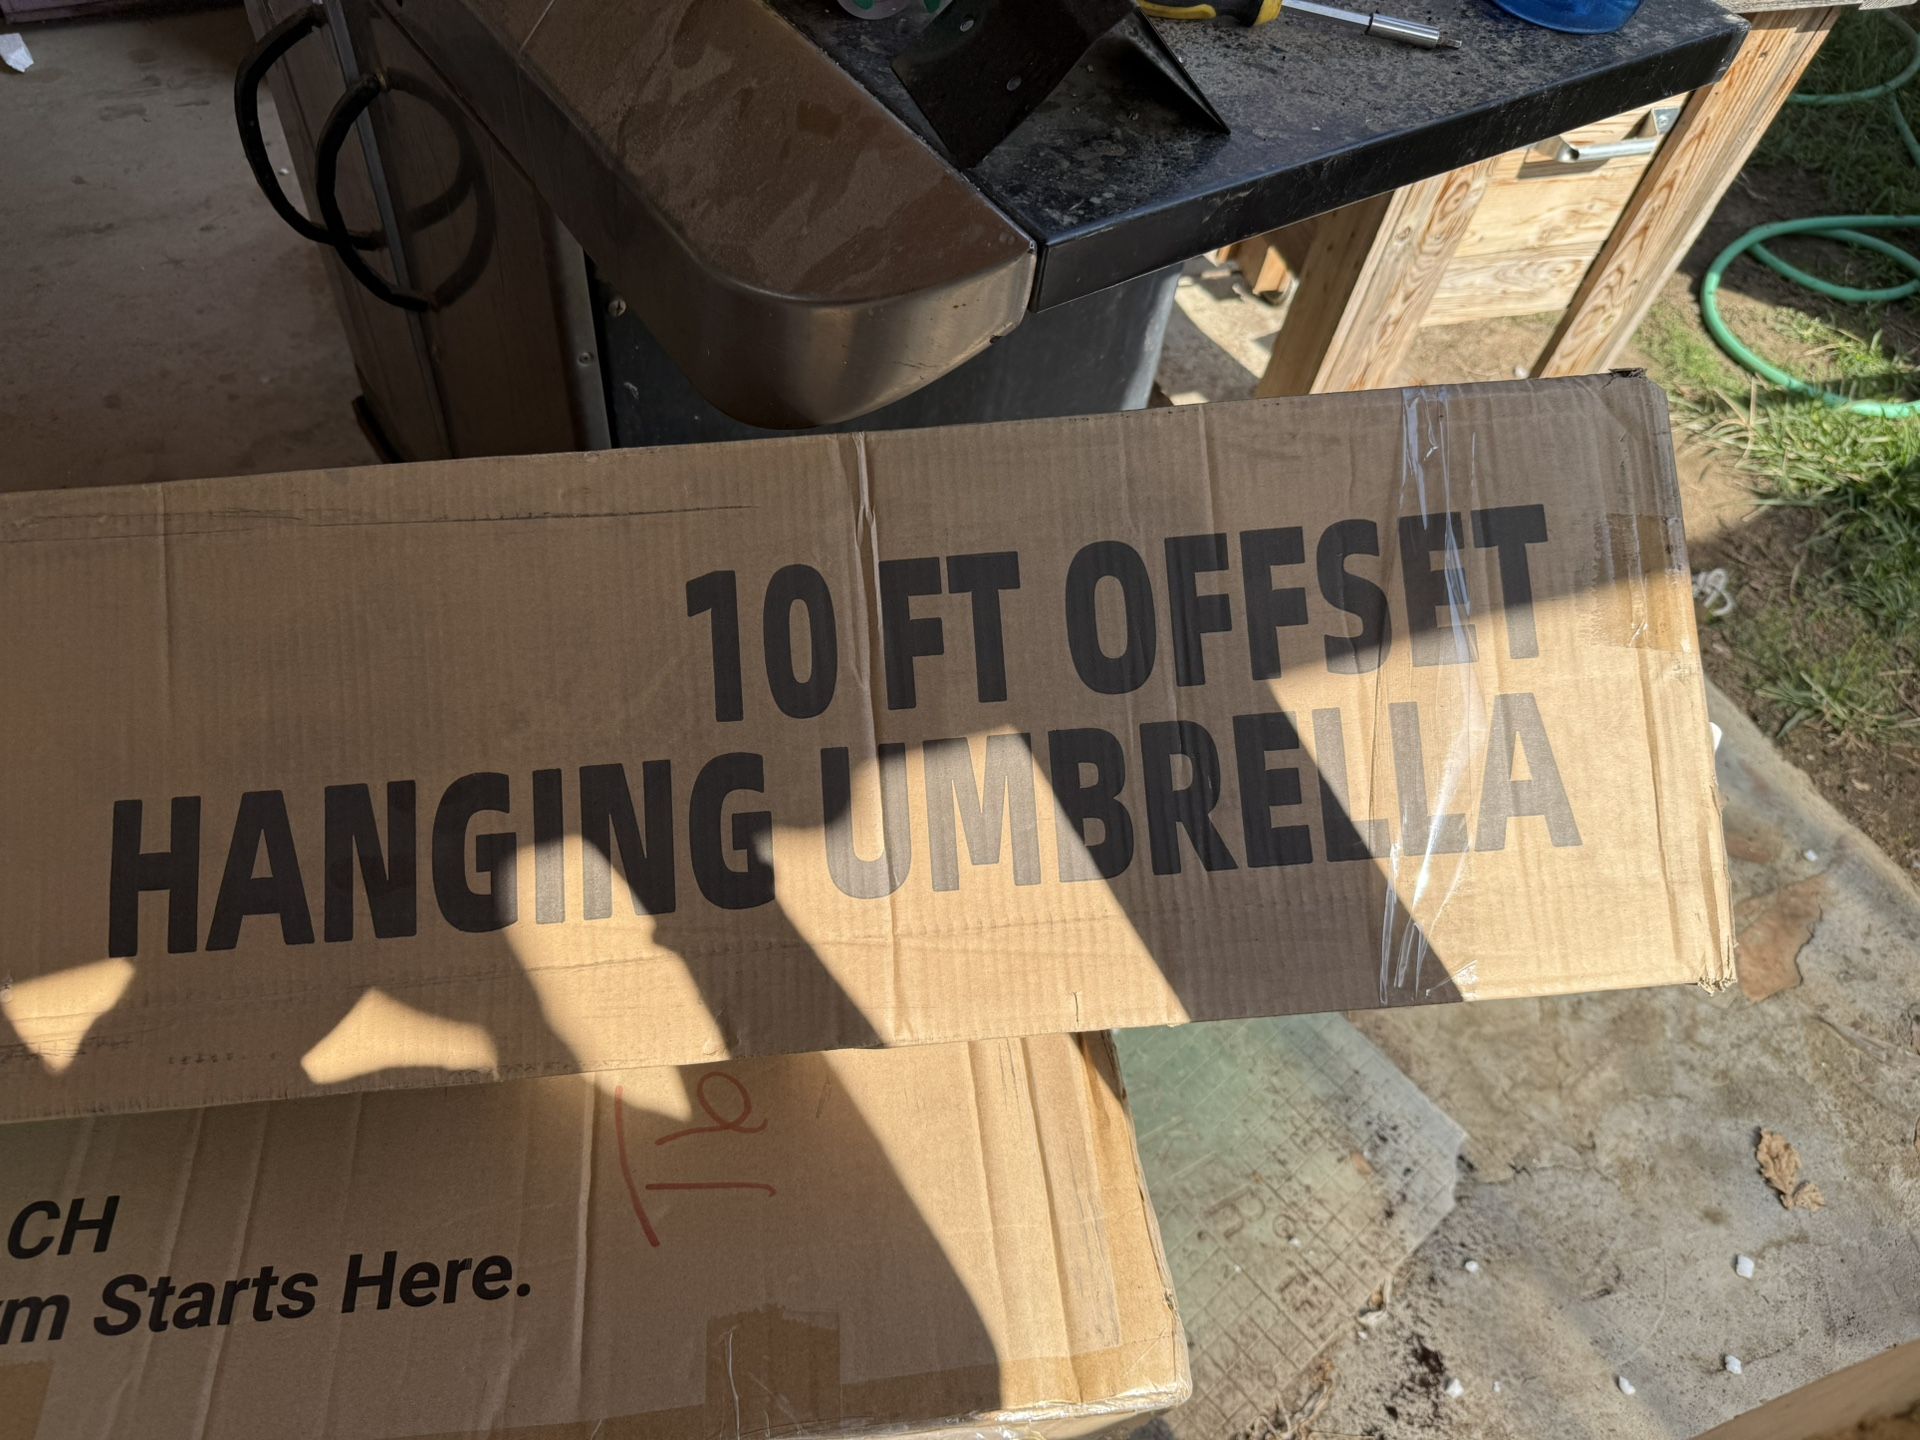 10 FT OFFSET
HANGING UMBRELLA
CH
Starts Here.